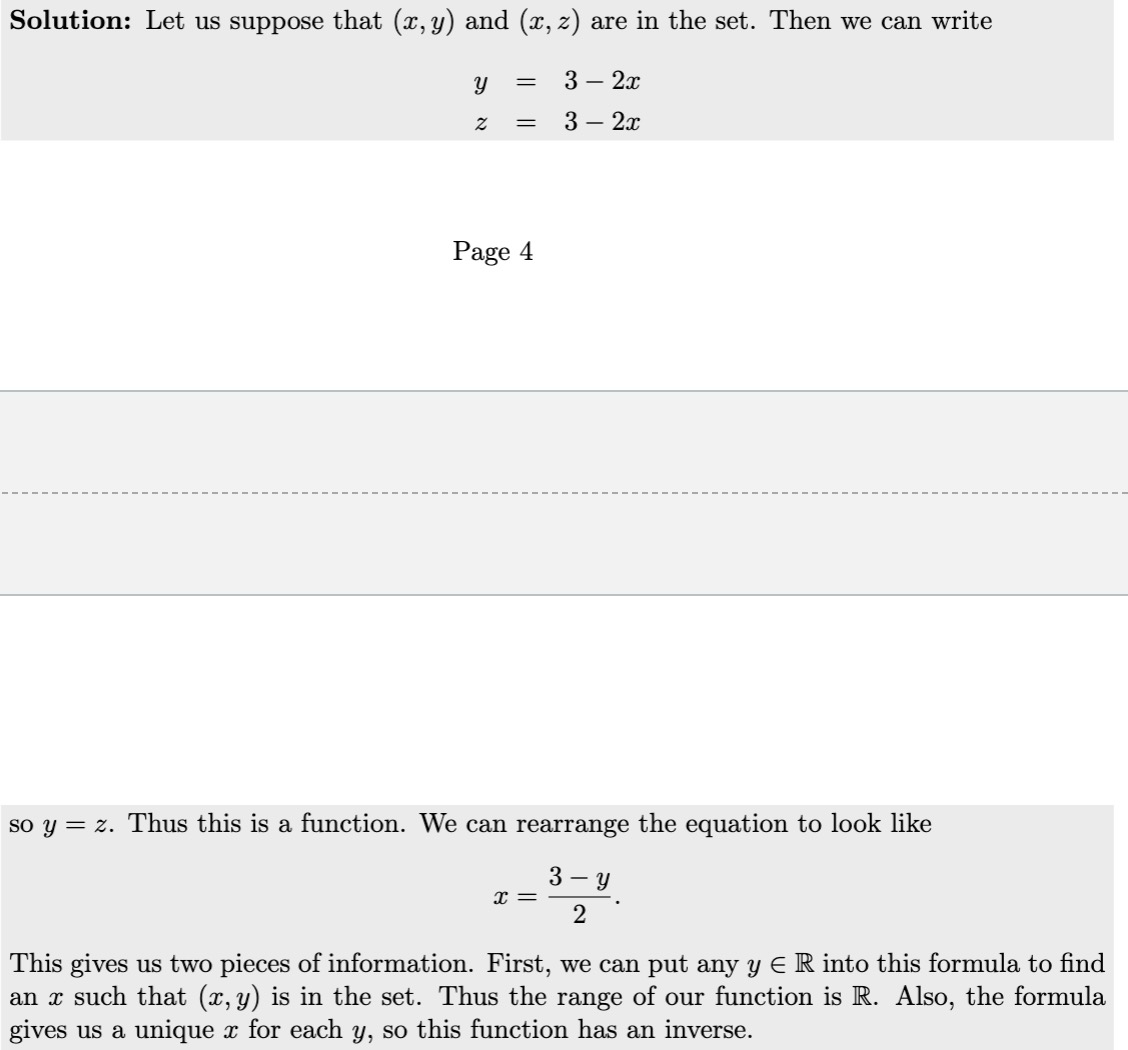 Solution: Let us suppose that (x, y) and (x, z) are in the set. Then we can write
y = 3 − 2x
z = 3 − 2x
Page 4
so y = z. Thus this is a function. We can rearrange the equation to look like
x = \frac{3 − y}{2}.
This gives us two pieces of information. First, we can put any y ∈ ℝ into this formula to find
an x such that (x, y) is in the set. Thus the range of our function is ℝ. Also, the formula
gives us a unique x for each y, so this function has an inverse.